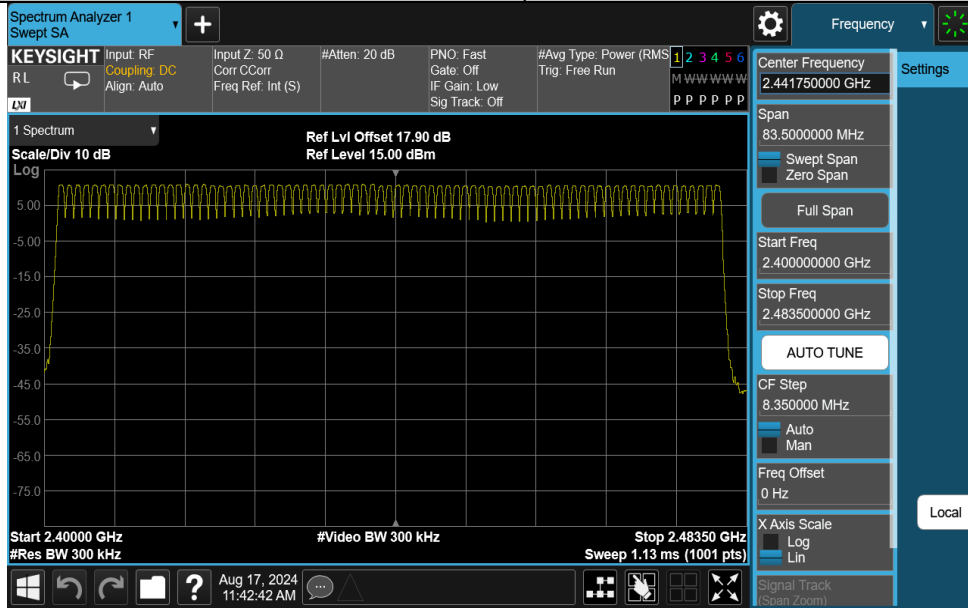 Spectrum Analyzer 1
Swept SA
Frequency
KEYSIGHT
RL
LXI
Input: RF
Coupling: DC
Align: Auto
Input Z: 50 Ω
Corr CCorr
Freq Ref: Int (S)
#Atten: 20 dB
PNO: Fast
Gate: Off
IF Gain: Low
Sig Track: Off
#Avg Type: Power (RMS
Trig: Free Run
1 2 3 4 5 6
M W W W W W
P P P P P P
Center Frequency
2.441750000 GHz
Settings
Span
83.5000000 MHz
Swept Span
Zero Span
Full Span
Start Freq
2.400000000 GHz
Stop Freq
2.483500000 GHz
AUTO TUNE
CF Step
8.350000 MHz
Auto
Man
Freq Offset
0 Hz
X Axis Scale
Log
Lin
Signal Track
(Span Zoom)
Local
1 Spectrum
Scale/Div 10 dB
Ref Lvl Offset 17.90 dB
Ref Level 15.00 dBm
Log
5.00
-5.00
-15.0
-25.0
-35.0
-45.0
-55.0
-65.0
-75.0
Start 2.40000 GHz
#Video BW 300 kHz
Stop 2.48350 GHz
#Res BW 300 kHz
Sweep 1.13 ms (1001 pts)
?
Aug 17, 2024
11:42:42 AM